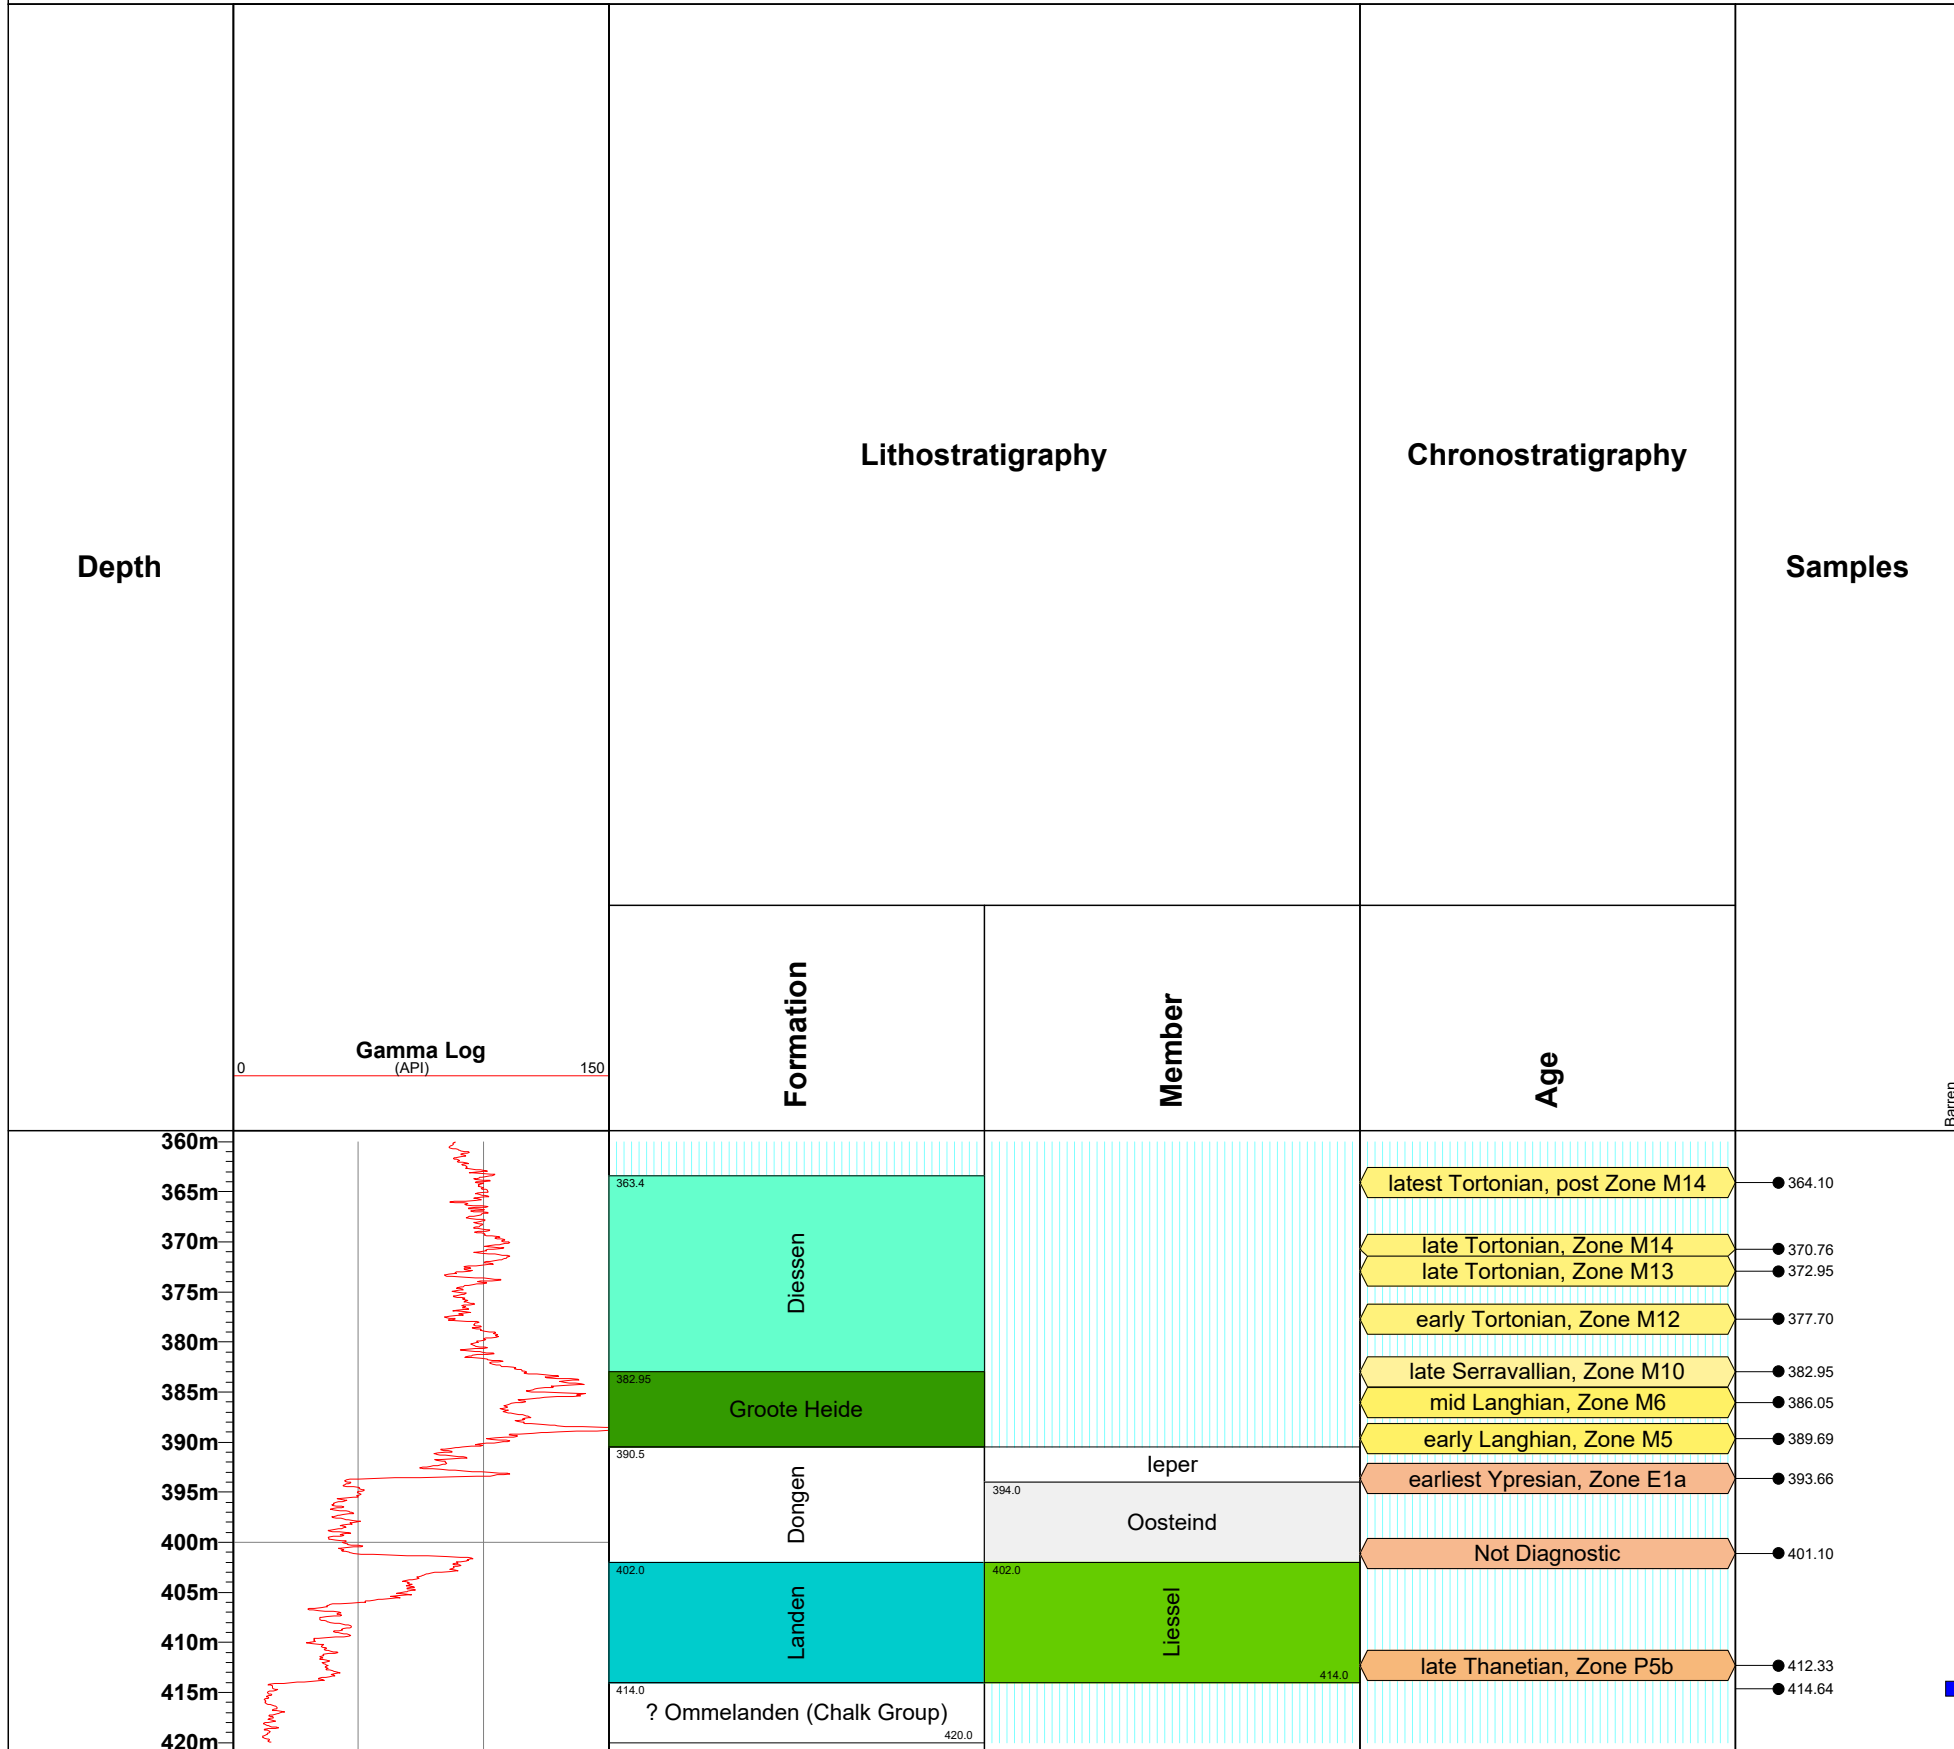 Depth
Gamma Log
(API)
0
150
Lithostratigraphy
Chronostratigraphy
Samples
Formation
Member
Age
Barren
360m
365m
370m
375m
380m
385m
390m
395m
400m
405m
410m
415m
420m
363.4
Diessen
382.95
Groote Heide
390.5
Dongen
402.0
Landen
414.0
? Ommelanden (Chalk Group)
420.0
Ieper
394.0
Oosteind
402.0
Liessel
414.0
latest Tortonian, post Zone M14
late Tortonian, Zone M14
late Tortonian, Zone M13
early Tortonian, Zone M12
late Serravallian, Zone M10
mid Langhian, Zone M6
early Langhian, Zone M5
earliest Ypresian, Zone E1a
Not Diagnostic
late Thanetian, Zone P5b
364.10
370.76
372.95
377.70
382.95
386.05
389.69
393.66
401.10
412.33
414.64